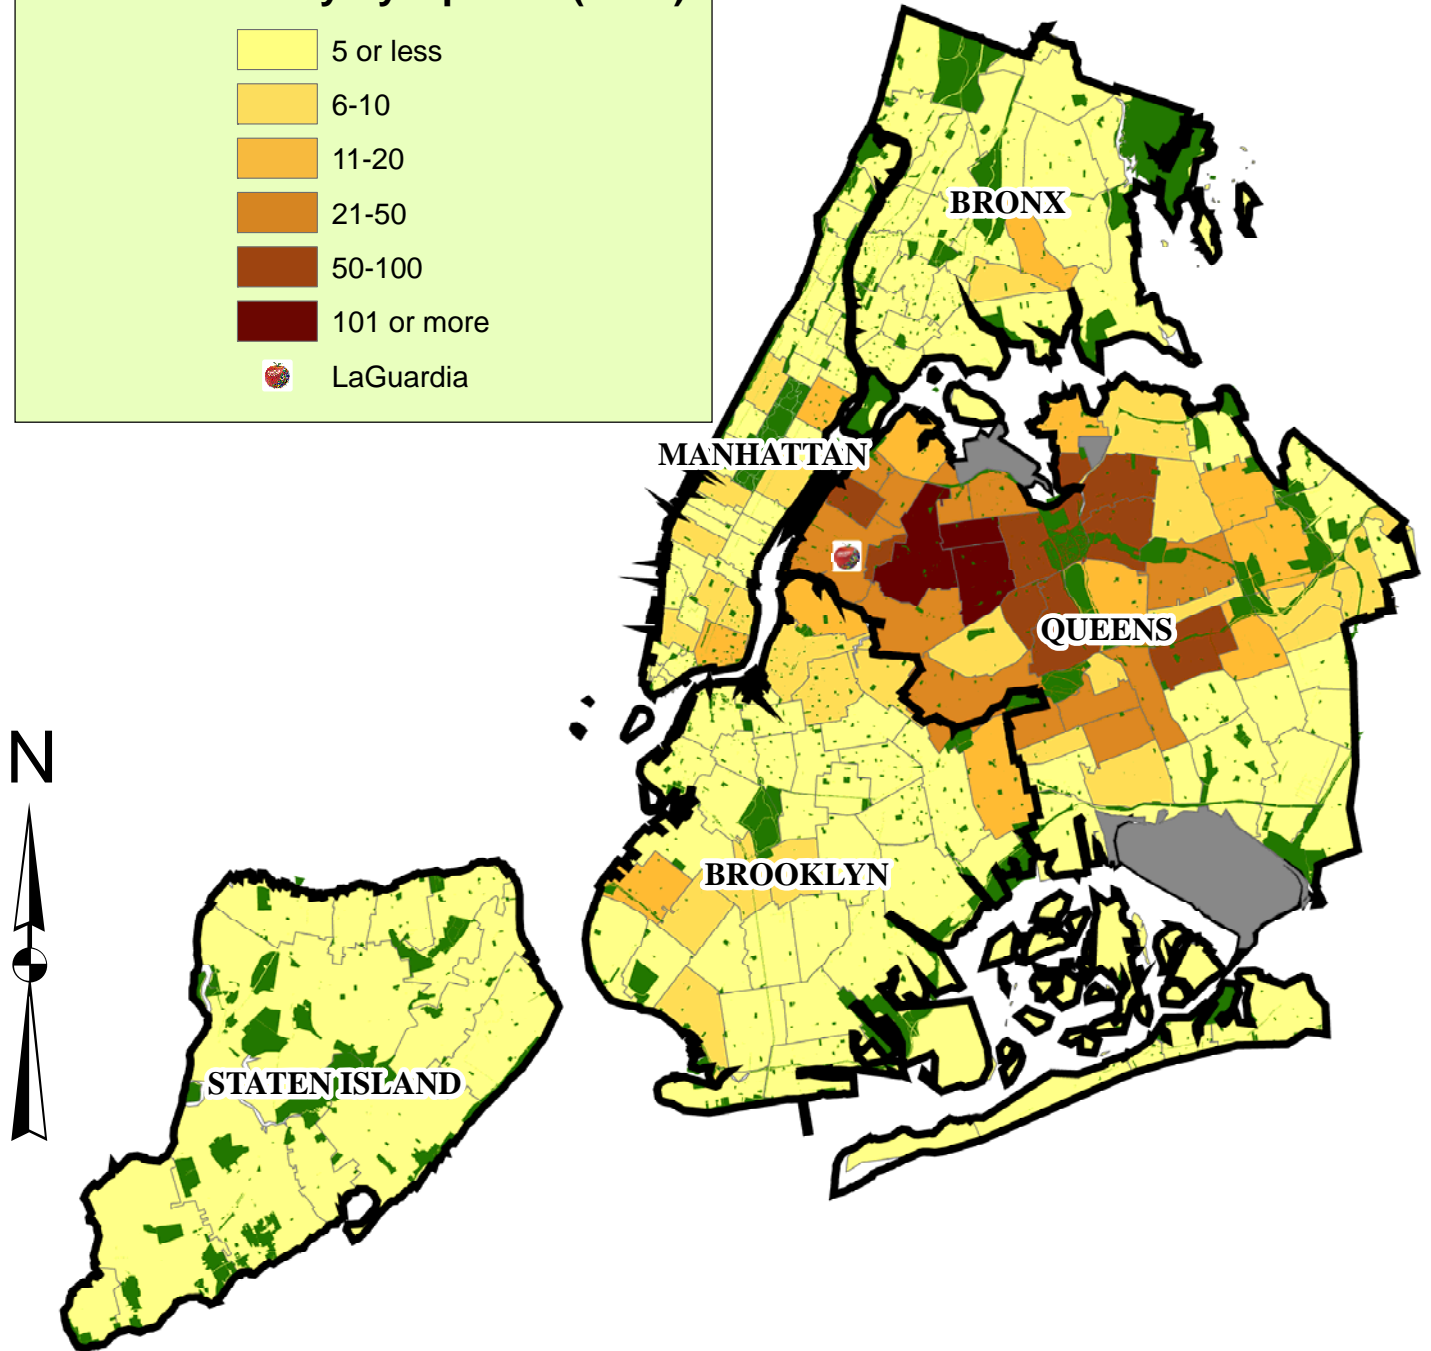 5 or less
6-10
11-20
21-50
50-100
101 or more
LaGuardia
BRONX
MANHATTAN
QUEENS
N
BROOKLYN
STATEN ISLAND